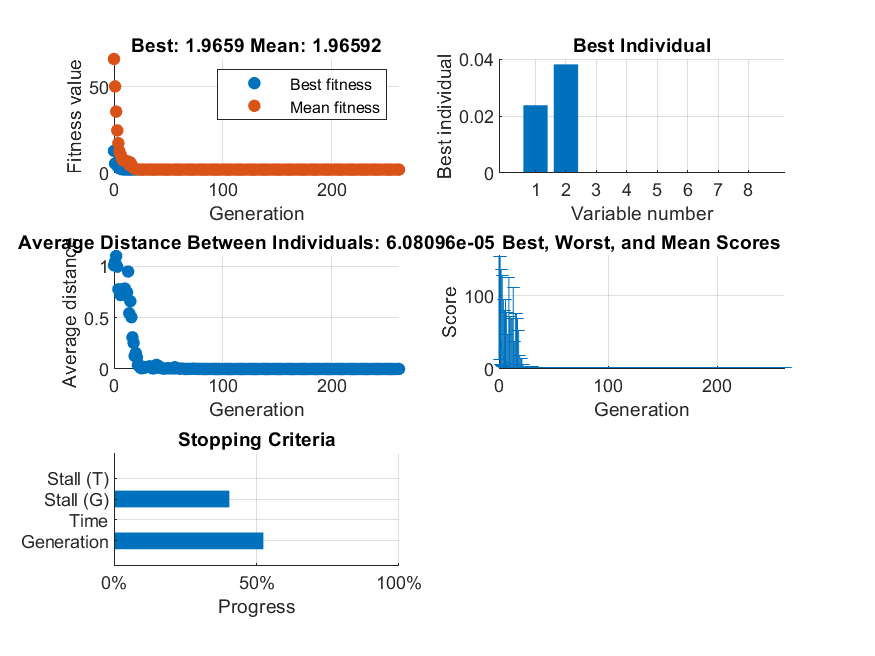 Best: 1.9659 Mean: 1.96592
Fitness value
50
0
Best fitness
Mean fitness
0 100 200
Generation
Best Individual
Best individual
0.04
0.02
0
1 2 3 4 5 6 7 8
Variable number
Average Distance Between Individuals: 6.08096e-05
Average distance
1
0.5
0
0 100 200
Generation
Best, Worst, and Mean Scores
Score
100
0
0 100 200
Generation
Stopping Criteria
Stall (T)
Stall (G)
Time
Generation
0% 50% 100%
Progress